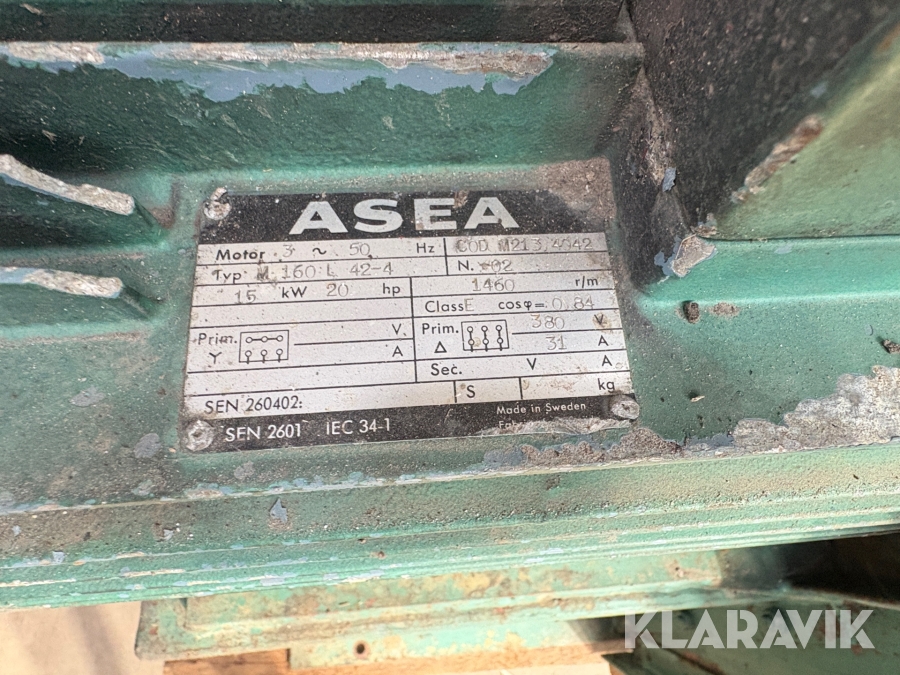 ASEA
Motor 3 ~ 50 Hz COD M213 4042
Typ M 160 L 42-4 N. -02
15 kW 20 hp 1460 r/m
Class E cosφ= 0.84
Prim. V Prim. 380 V
Y A Δ 31 A
Sec. V A
SEN 260402: S kg
SEN 2601 IEC 34-1 Made in Sweden
KLARAVIK